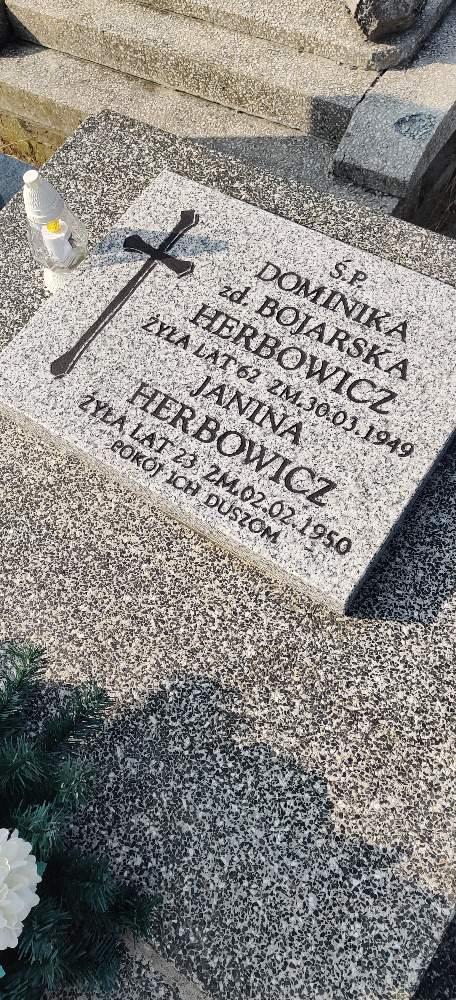 Ś.P.
DOMINIKA
zd. BOJARSKA
HERBOWICZ
ŻYŁA LAT 62 ZM.30.03.1949
JANINA
HERBOWICZ
ŻYŁA LAT 23, ZM.02.02.1950
POKÓJ ICH DUSZOM